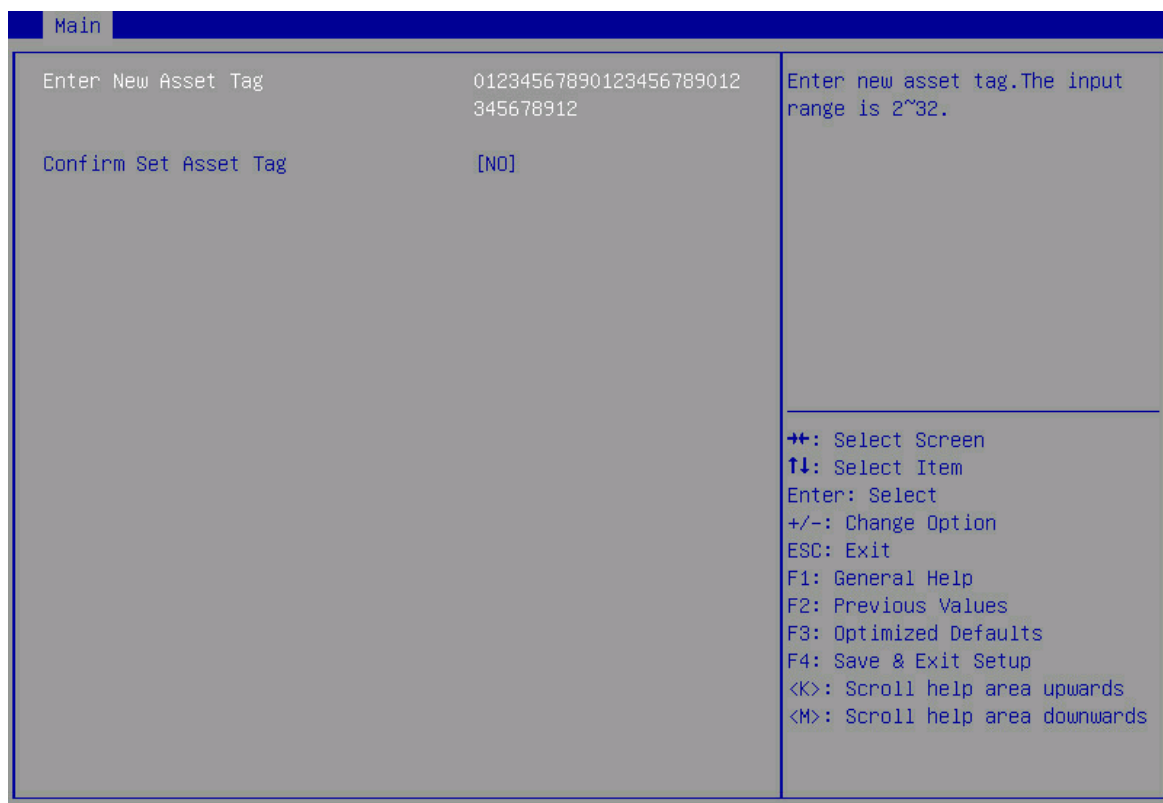 Main
Enter New Asset Tag
01234567890123456789012
345678912
Confirm Set Asset Tag
[NO]
Enter new asset tag.The input
range is 2~32.
→←: Select Screen
↑↓: Select Item
Enter: Select
+/-: Change Option
ESC: Exit
F1: General Help
F2: Previous Values
F3: Optimized Defaults
F4: Save & Exit Setup
<K>: Scroll help area upwards
<M>: Scroll help area downwards